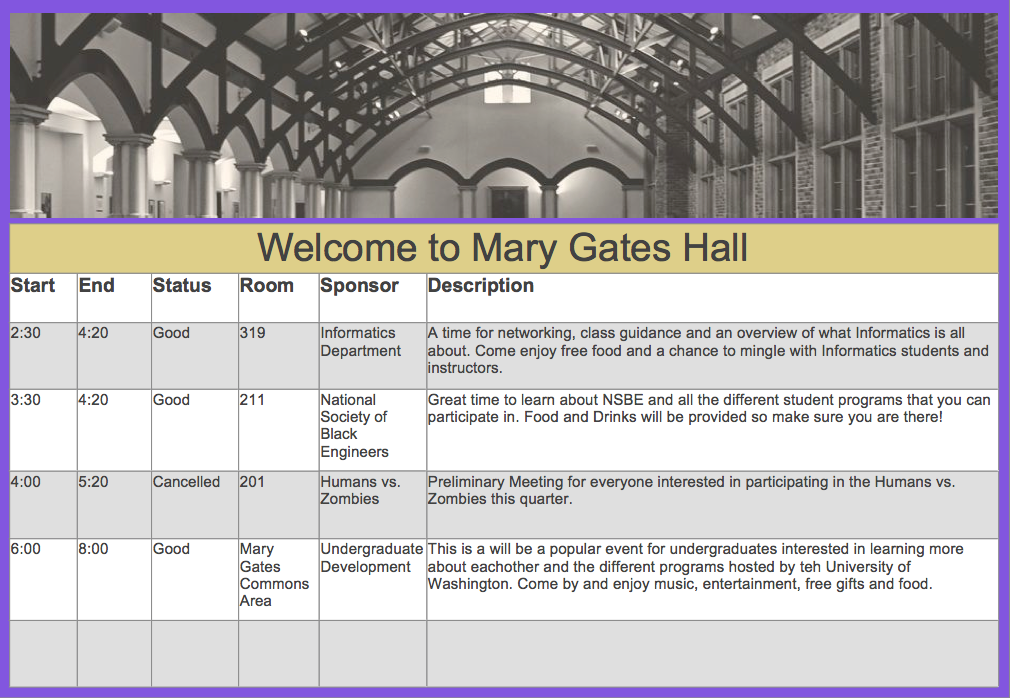 Welcome to Mary Gates Hall
Start End Status Room Sponsor Description
2:30 4:20 Good 319 Informatics
Department
A time for networking, class guidance and an overview of what Informatics is all
about. Come enjoy free food and a chance to mingle with Informatics students and
instructors.
3:30 4:20 Good 211 National
Society of
Black
Engineers
Great time to learn about NSBE and all the different student programs that you can
participate in. Food and Drinks will be provided so make sure you are there!
4:00 5:20 Cancelled 201 Humans vs.
Zombies
Preliminary Meeting for everyone interested in participating in the Humans vs.
Zombies this quarter.
6:00 8:00 Good Mary
Gates
Commons
Area
Undergraduate
Development
This is a will be a popular event for undergraduates interested in learning more
about eachother and the different programs hosted by teh University of
Washington. Come by and enjoy music, entertainment, free gifts and food.